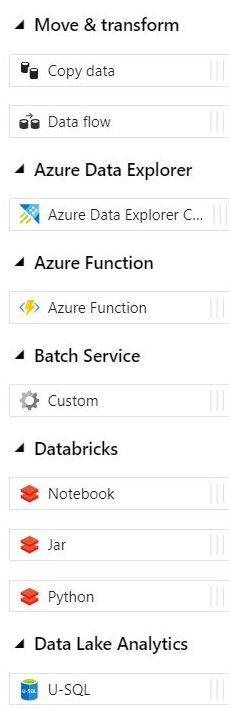 Move & transform
Copy data
Data flow
Azure Data Explorer
Azure Data Explorer C...
Azure Function
Azure Function
Batch Service
Custom
Databricks
Notebook
Jar
Python
Data Lake Analytics
U-SQL
U-SQL